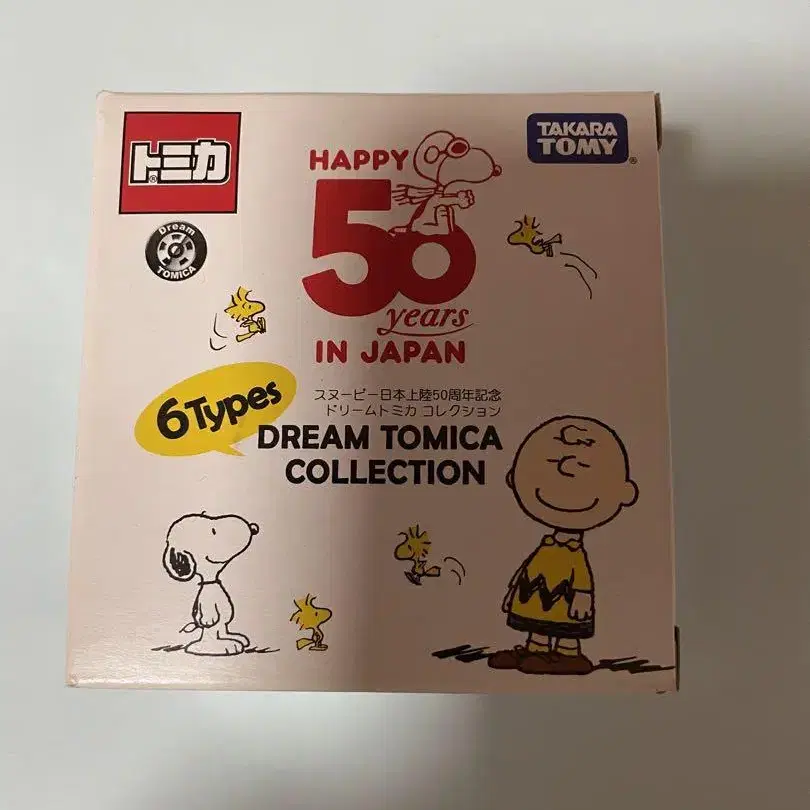 トミカ
Dream
TOMICA
HAPPY
50
years
IN JAPAN
TAKARA
TOMY
6Types
スヌーピー日本上陸50周年記念
ドリームトミカ コレクション
DREAM TOMICA
COLLECTION